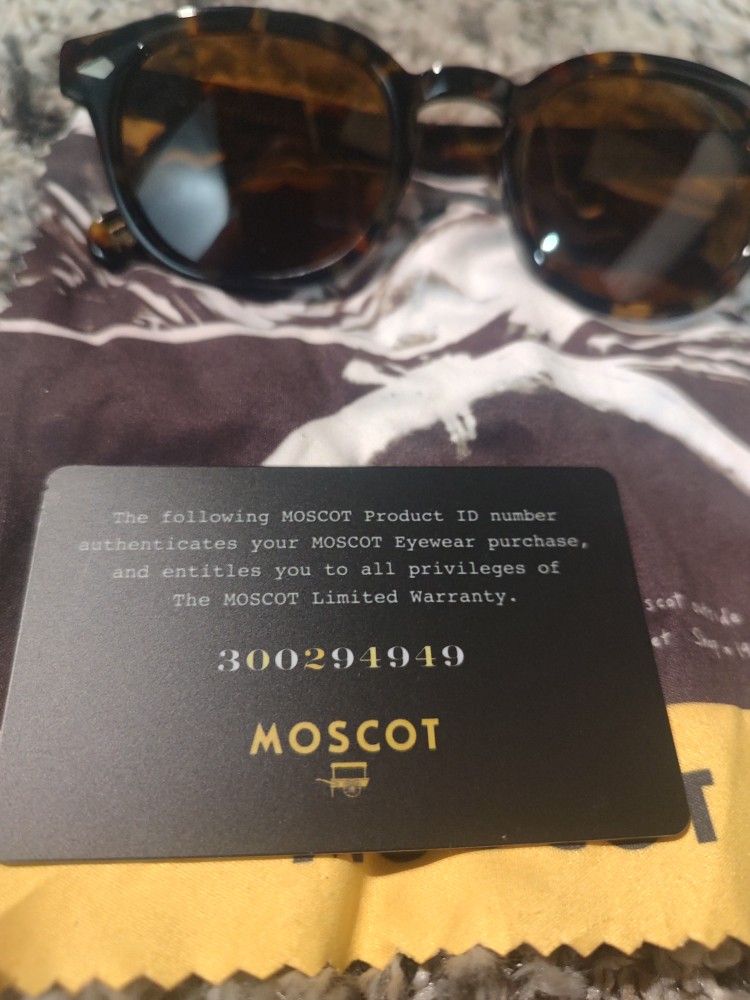 The following MOSCOT Product ID number
authenticates your MOSCOT Eyewear purchase,
and entitles you to all privileges of
The MOSCOT Limited Warranty.
300294949
MOSCOT